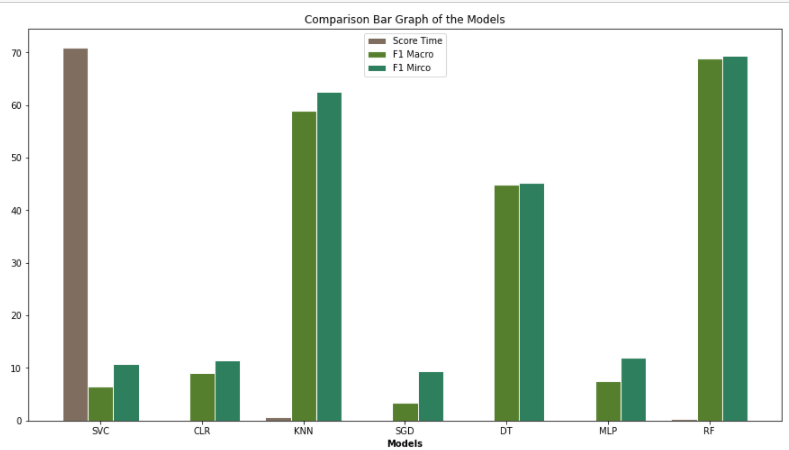 Comparison Bar Graph of the Models
Score Time
F1 Macro
F1 Mirco
70
60
50
40
30
20
10
0
SVC CLR KNN SGD DT MLP RF
Models